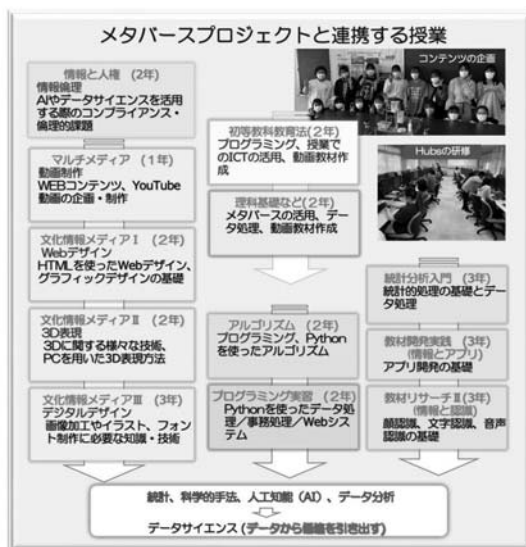 メタバースプロジェクトと連携する授業
コンテンツの企画
Hubsの研修
情報と人権 (2年)
情報倫理
AIやデータサイエンスを活用
する際のコンプライアンス・
倫理的課題
マルチメディア (1年)
動画制作
WEBコンテンツ、YouTube
動画の企画・制作
文化情報メディアⅠ (2年)
Webデザイン
HTMLを使ったWebデザイン、
グラフィックデザインの基礎
文化情報メディアⅡ (2年)
3D表現
3Dに関する様々な技術、
PCを用いた3D表現方法
文化情報メディアⅢ (3年)
デジタルデザイン
画像加工やイラスト、フォン
ト制作に必要な知識・技術
初等教科教育法(2年)
プログラミング、授業で
のICTの活用、動画教材作
成
理科基礎など(2年)
メタバースの活用、データ
処理、動画教材作成
アルゴリズム (2年)
プログラミング、Python
を使ったアルゴリズム
プログラミング実習 (2年)
Pythonを使ったデータ処
理/事務処理/Webシス
テム
統計分析入門 (3年)
統計的処理の基礎とデー
タ処理
教材開発実践 (3年)
(情報とアプリ)
アプリ開発の基礎
教材リサーチⅡ(3年)
(情報と認識)
顔認識、文字認識、音声
認識の基礎
統計、科学的手法、人工知能(AI)、データ分析
データサイエンス (データから価値を引き出す)